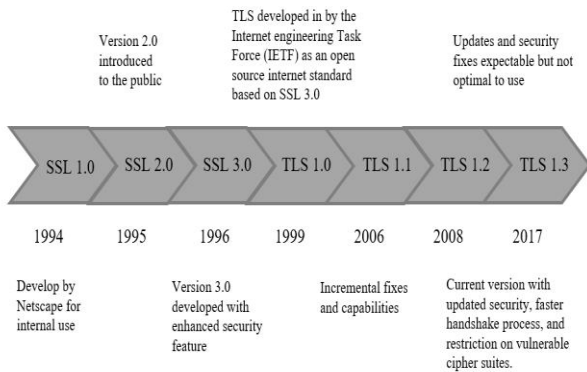 Version 2.0
introduced
to the public
TLS developed in by the
Internet engineering Task
Force (IETF) as an open
source internet standard
based on SSL 3.0
Updates and security
fixes expectable but not
optimal to use
SSL 1.0
SSL 2.0
SSL 3.0
TLS 1.0
TLS 1.1
TLS 1.2
TLS 1.3
1994
1995
1996
1999
2006
2008
2017
Develop by
Netscape for
internal use
Version 3.0
developed with
enhanced security
feature
Incremental fixes
and capabilities
Current version with
updated security, faster
handshake process, and
restriction on vulnerable
cipher suites.